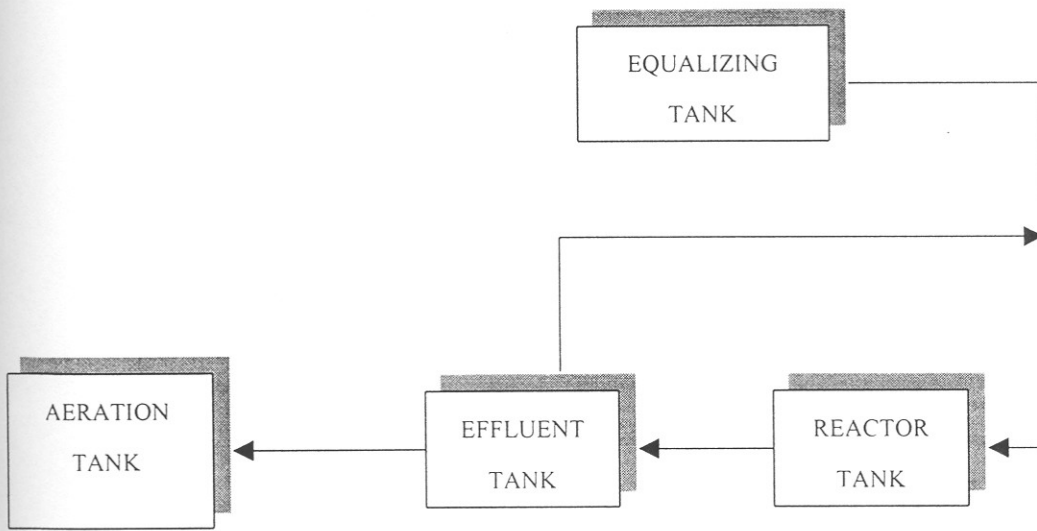 EQUALIZING
TANK
AERATION
TANK
EFFLUENT
TANK
REACTOR
TANK